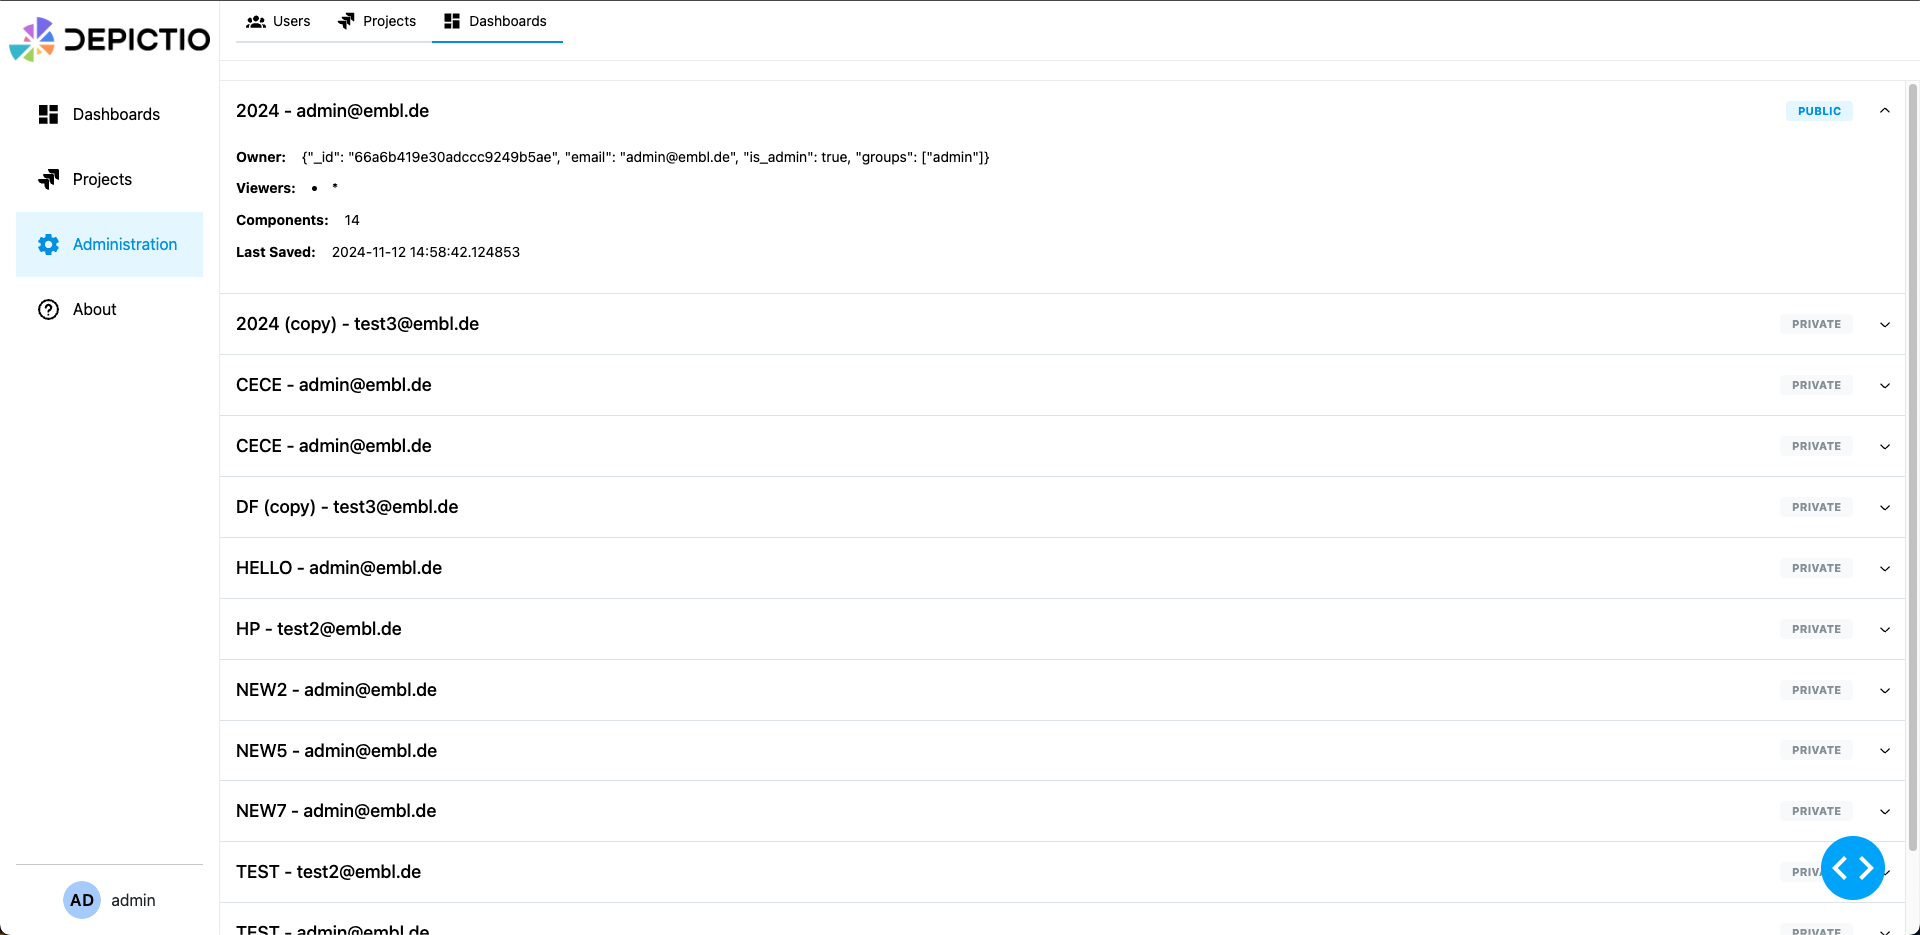 DEPICTIO
Users Projects Dashboards
Dashboards
Projects
Administration
About
AD admin
2024 - admin@embl.de PUBLIC
Owner: {"_id": "66a6b419e30adccc9249b5ae", "email": "admin@embl.de", "is_admin": true, "groups": ["admin"]}
Viewers: • *
Components: 14
Last Saved: 2024-11-12 14:58:42.124853
2024 (copy) - test3@embl.de PRIVATE
CECE - admin@embl.de PRIVATE
CECE - admin@embl.de PRIVATE
DF (copy) - test3@embl.de PRIVATE
HELLO - admin@embl.de PRIVATE
HP - test2@embl.de PRIVATE
NEW2 - admin@embl.de PRIVATE
NEW5 - admin@embl.de PRIVATE
NEW7 - admin@embl.de PRIVATE
TEST - test2@embl.de PRIV
TEST - admin@embl.de PRIVATE